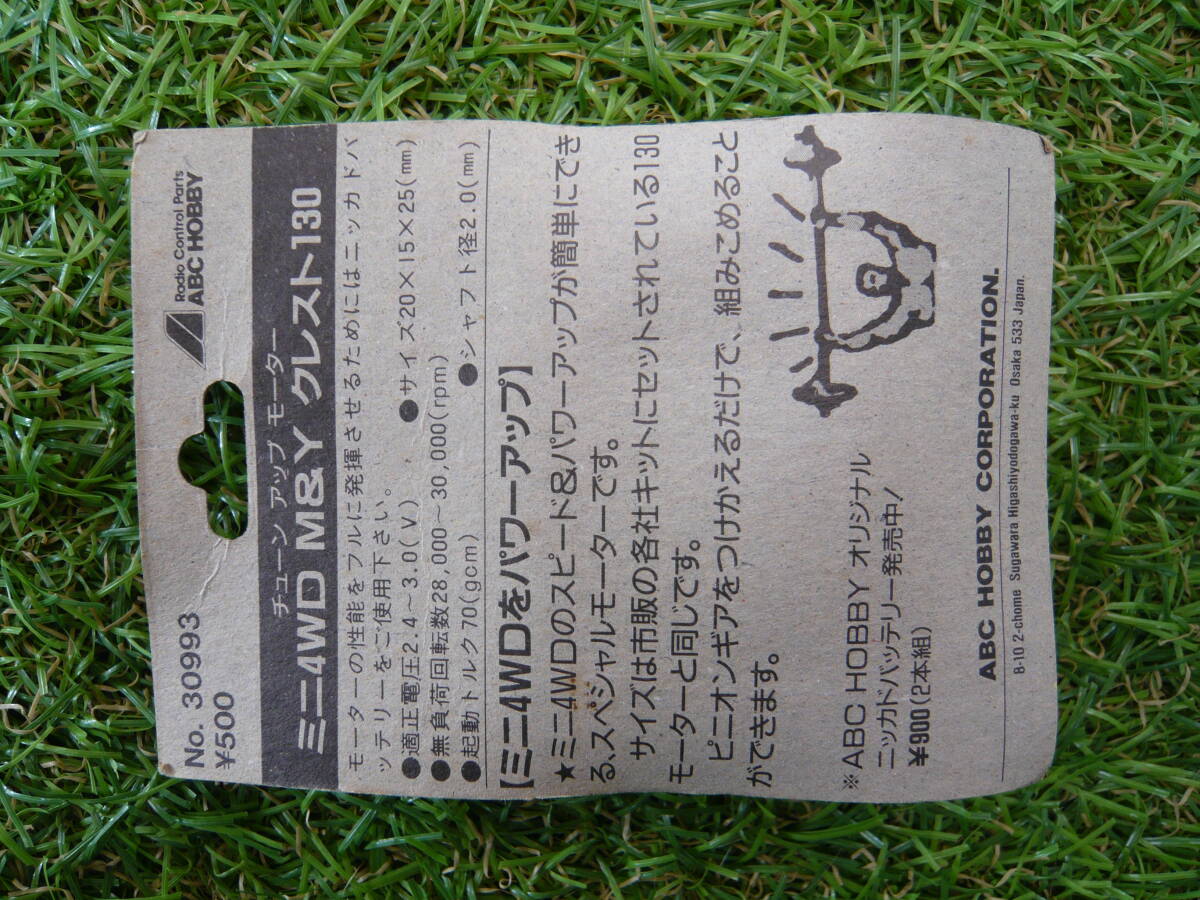 No. 30993
¥500
Radio Control Parts
ABC HOBBY
チューン アップ モーター
ミニ4WD M&Y クレスト130
モーターの性能をフルに発揮させるためにはニッカドバ
ッテリーをご使用下さい。
●適正電圧2.4～3.0(V) ●サイズ20×15×25(mm)
●無負荷回転数28,000～30,000(rpm)
●起動トルク70(gcm) ●シャフト径2.0(mm)
【ミニ4WDをパワーアップ】
★ミニ4WDのスピード&パワーアップが簡単にでき
る、スペシャルモーターです。
サイズは市販の各社キットにセットされている130
モーターと同じです。
ピニオンギアをつけかえるだけで、組みこめること
ができます。
※ABC HOBBY オリジナル
ニッカドバッテリー発売中!
¥900(2本組)
ABC HOBBY CORPORATION.
8-10 2-chome Sugawara Higashiyodogawa-ku Osaka 533 Japan.